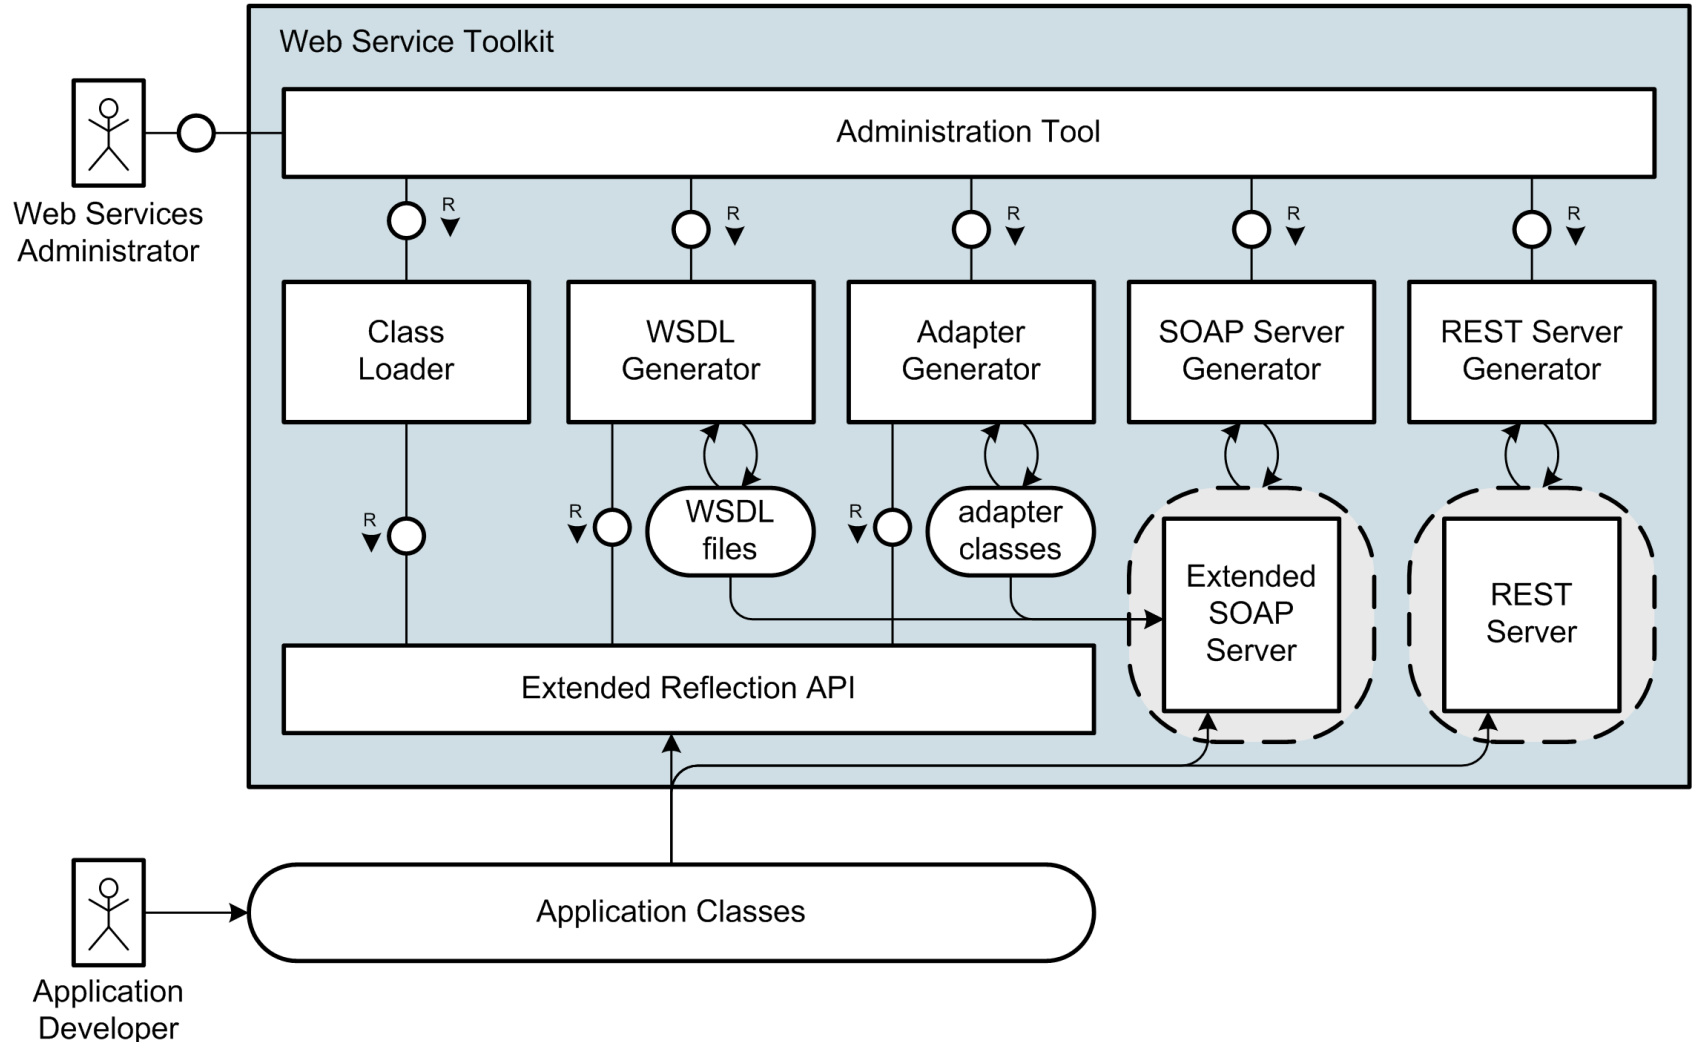 Web Service Toolkit
Administration Tool
Web Services
Administrator
R
R
R
R
R
Class
Loader
WSDL
Generator
Adapter
Generator
SOAP Server
Generator
REST Server
Generator
R
R
R
WSDL
files
adapter
classes
Extended
SOAP
Server
REST
Server
Extended Reflection API
Application Classes
Application
Developer